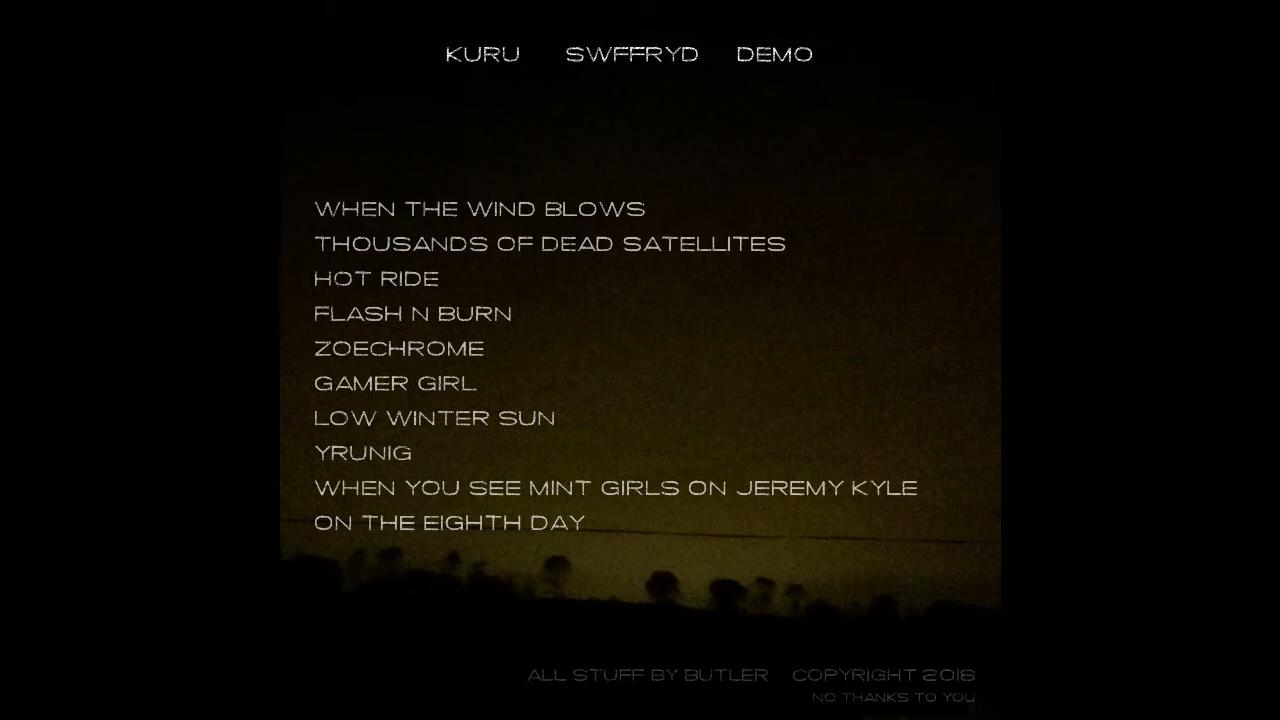 KURU SWFFRYD DEMO
WHEN THE WIND BLOWS
THOUSANDS OF DEAD SATELLITES
HOT RIDE
FLASH N BURN
ZOECHROME
GAMER GIRL
LOW WINTER SUN
YRUNIG
WHEN YOU SEE MINT GIRLS ON JEREMY KYLE
ON THE EIGHTH DAY
ALL STUFF BY BUTLER COPYRIGHT 2018
NO THANKS TO YOU